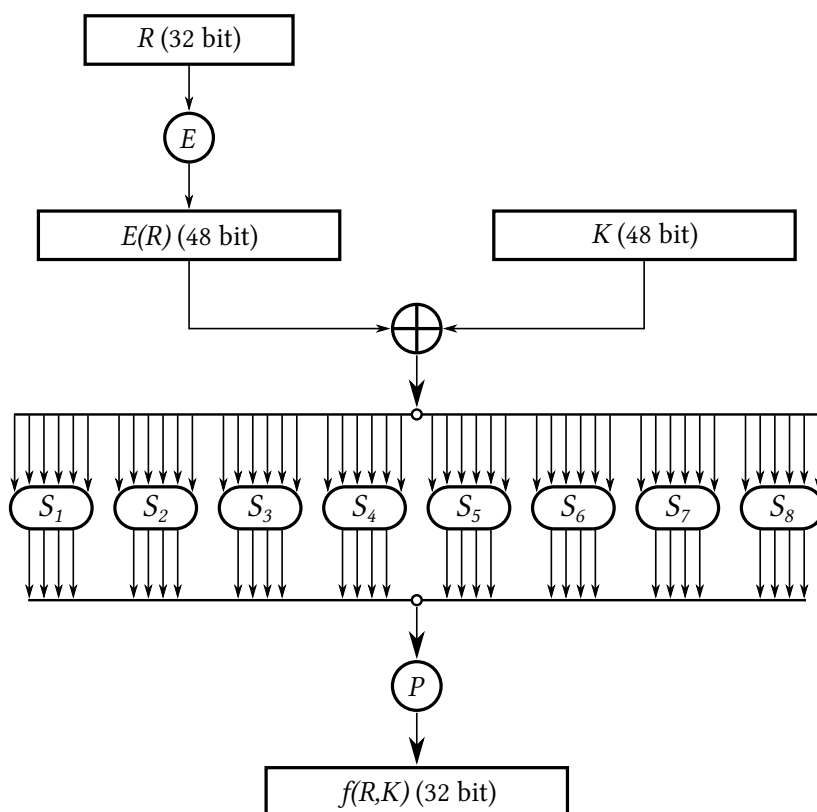 R (32 bit)
E
E(R) (48 bit)
K (48 bit)
S1 S2 S3 S4 S5 S6 S7 S8
P
f(R,K) (32 bit)